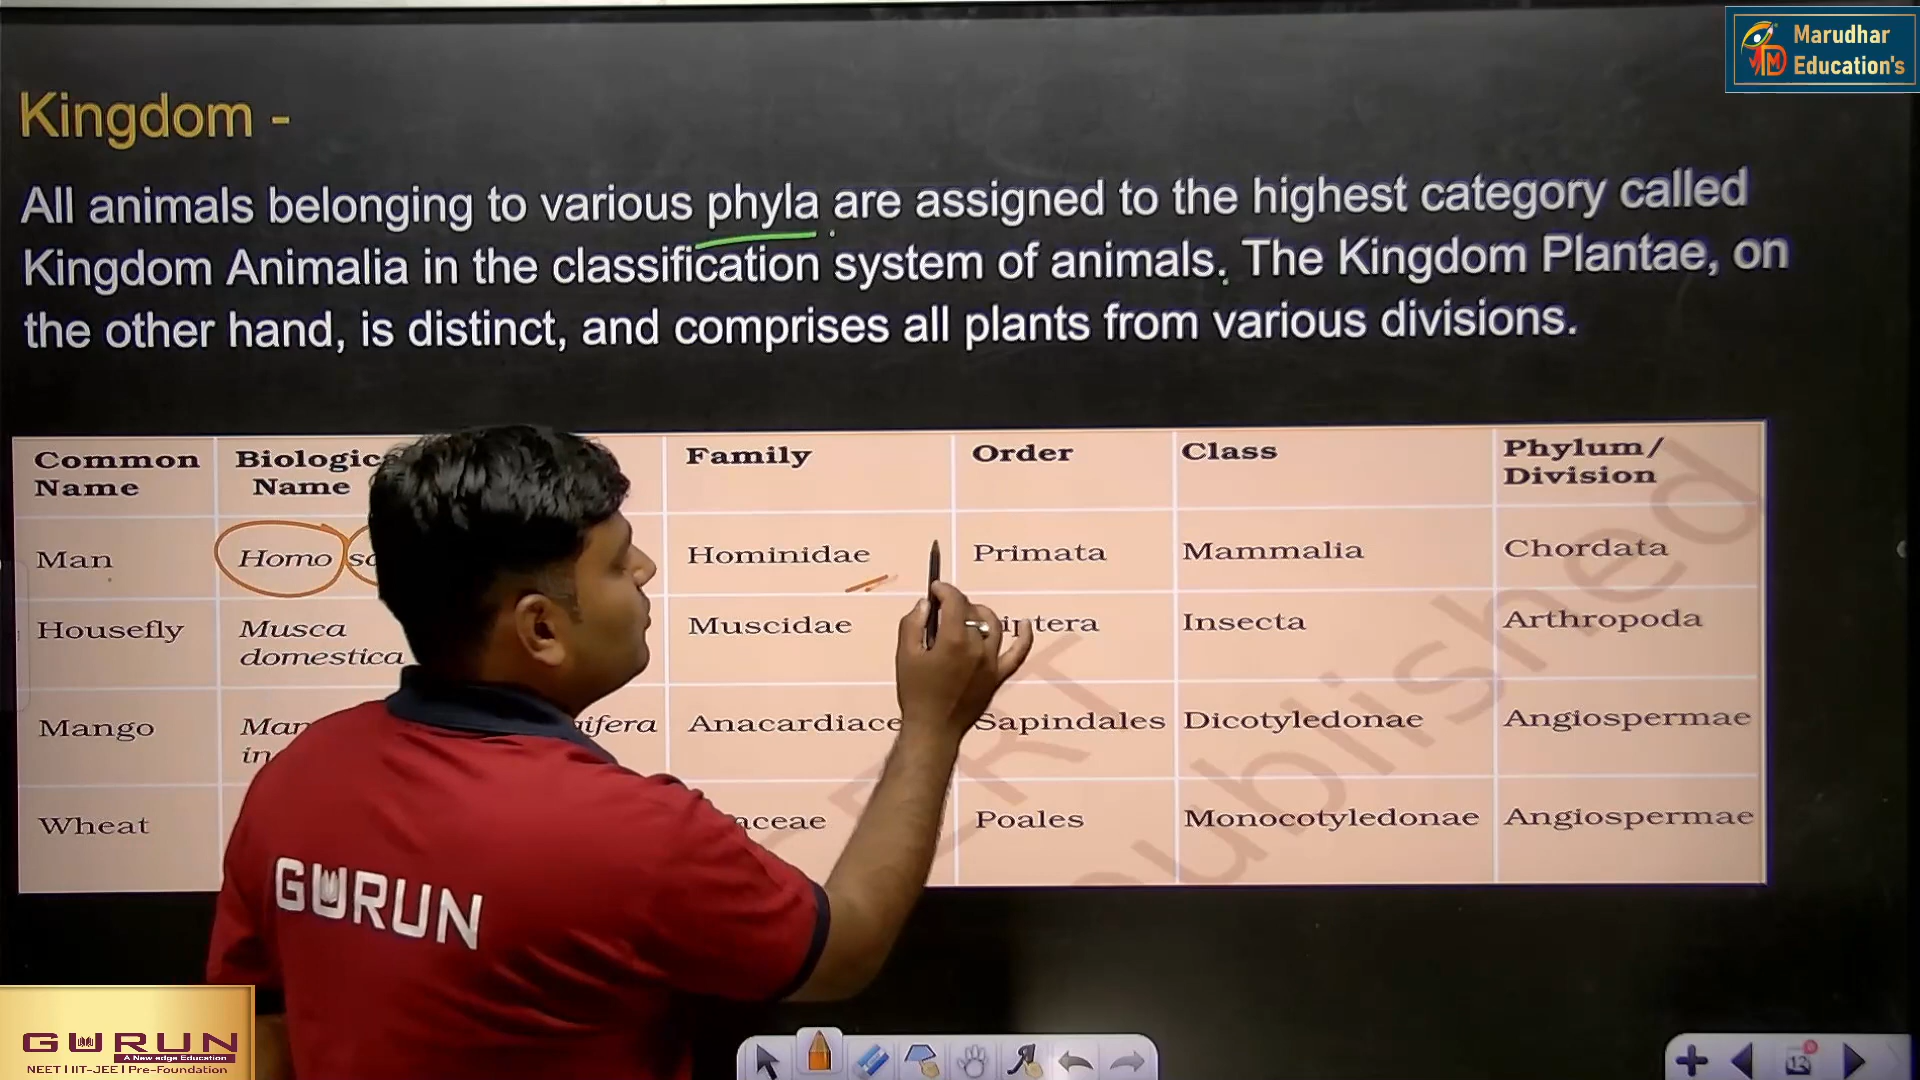 Marudhar
Education's
Kingdom -
All animals belonging to various phyla are assigned to the highest category called
Kingdom Animalia in the classification system of animals. The Kingdom Plantae, on
the other hand, is distinct, and comprises all plants from various divisions.
Common Name Family Order Class Phylum/ Division
Name
Man Homo Hominidae Primata Mammalia Chordata
Housefly Musca domestica Muscidae Insecta Arthropoda
Mango Sapindales Dicotyledonae Angiospermae
Wheat Poales Monocotyledonae Angiospermae
published
GURUN
GURUN
A New edge Education
NEET | IIT-JEE | Pre-Foundation
12